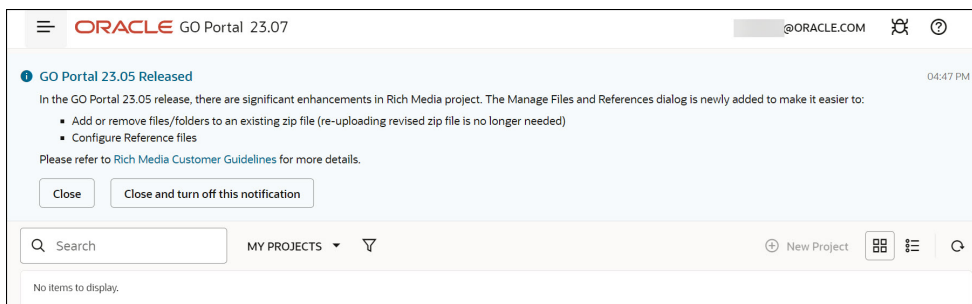 ORACLE GO Portal 23.07 @ORACLE.COM
GO Portal 23.05 Released 04:47 PM
In the GO Portal 23.05 release, there are significant enhancements in Rich Media project. The Manage Files and References dialog is newly added to make it easier to:
Add or remove files/folders to an existing zip file (re-uploading revised zip file is no longer needed)
Configure Reference files
Please refer to Rich Media Customer Guidelines for more details.
Close Close and turn off this notification
Search MY PROJECTS New Project
No items to display.